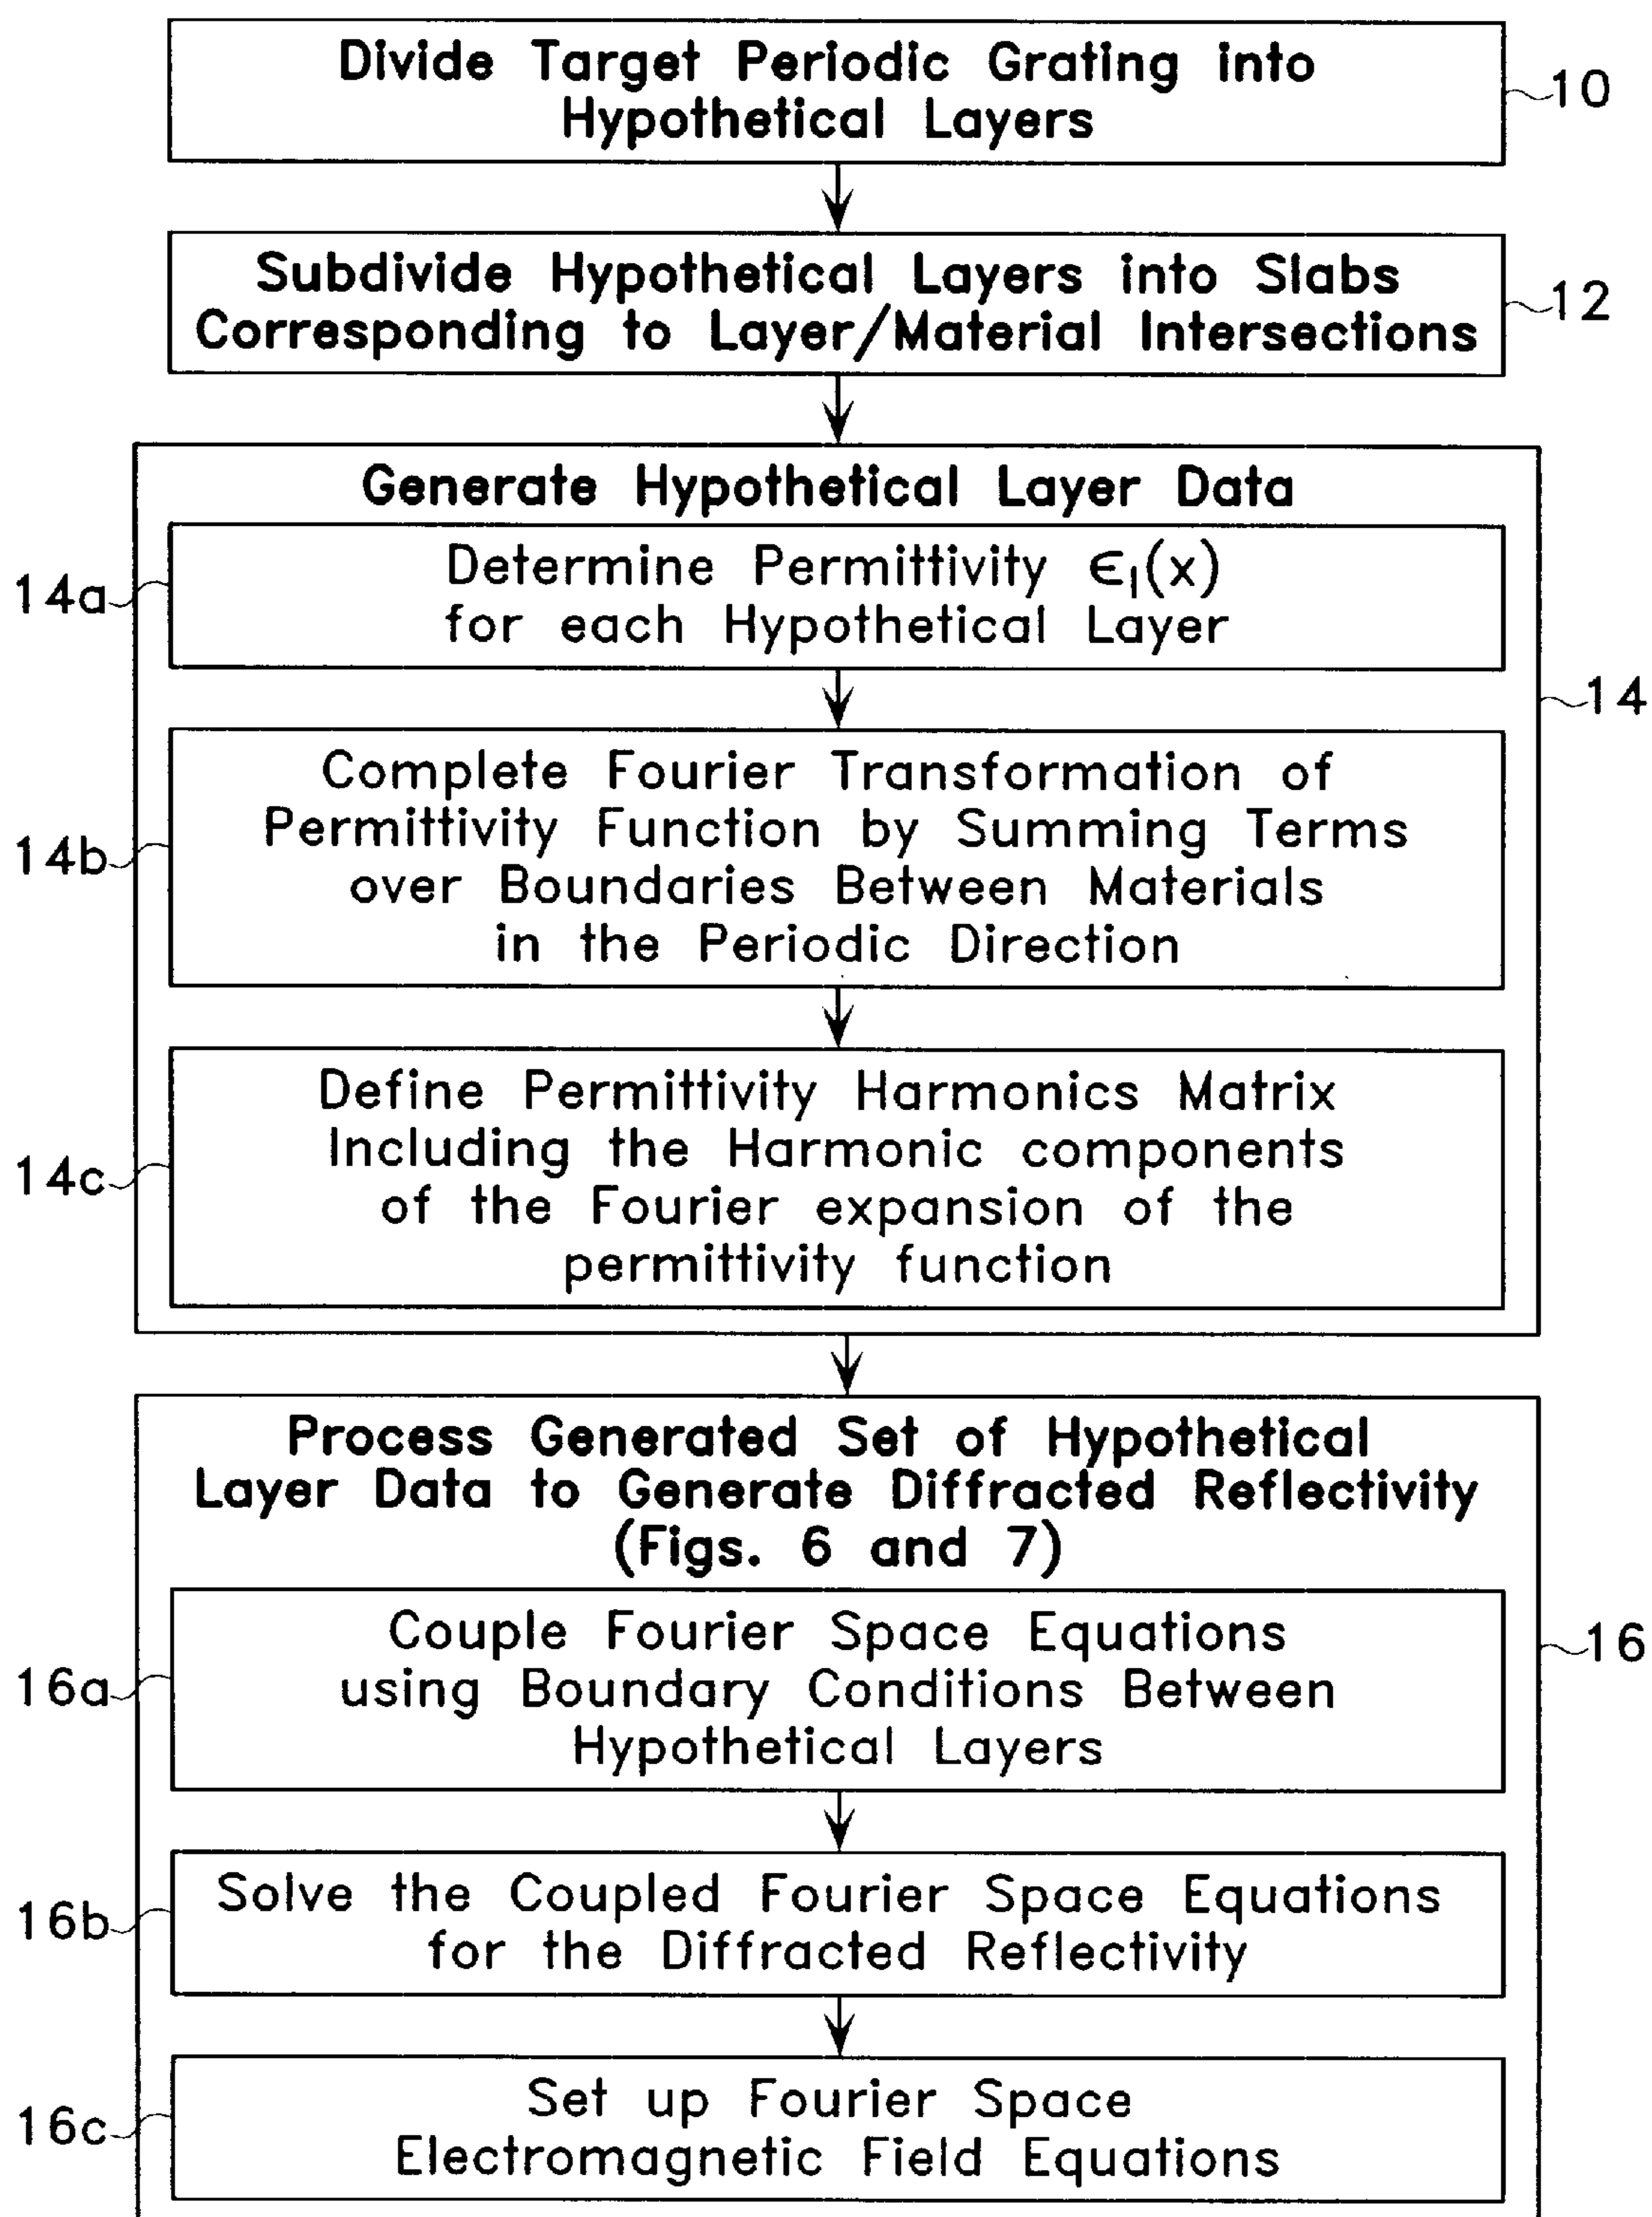 Divide Target Periodic Grating into
Hypothetical Layers
10
Subdivide Hypothetical Layers into Slabs
Corresponding to Layer/Material Intersections
12
Generate Hypothetical Layer Data
14
Determine Permittivity ϵl(x)
for each Hypothetical Layer
14a
Complete Fourier Transformation of
Permittivity Function by Summing Terms
over Boundaries Between Materials
in the Periodic Direction
14b
Define Permittivity Harmonics Matrix
Including the Harmonic components
of the Fourier expansion of the
permittivity function
14c
Process Generated Set of Hypothetical
Layer Data to Generate Diffracted Reflectivity
(Figs. 6 and 7)
16
Couple Fourier Space Equations
using Boundary Conditions Between
Hypothetical Layers
16a
Solve the Coupled Fourier Space Equations
for the Diffracted Reflectivity
16b
Set up Fourier Space
Electromagnetic Field Equations
16c